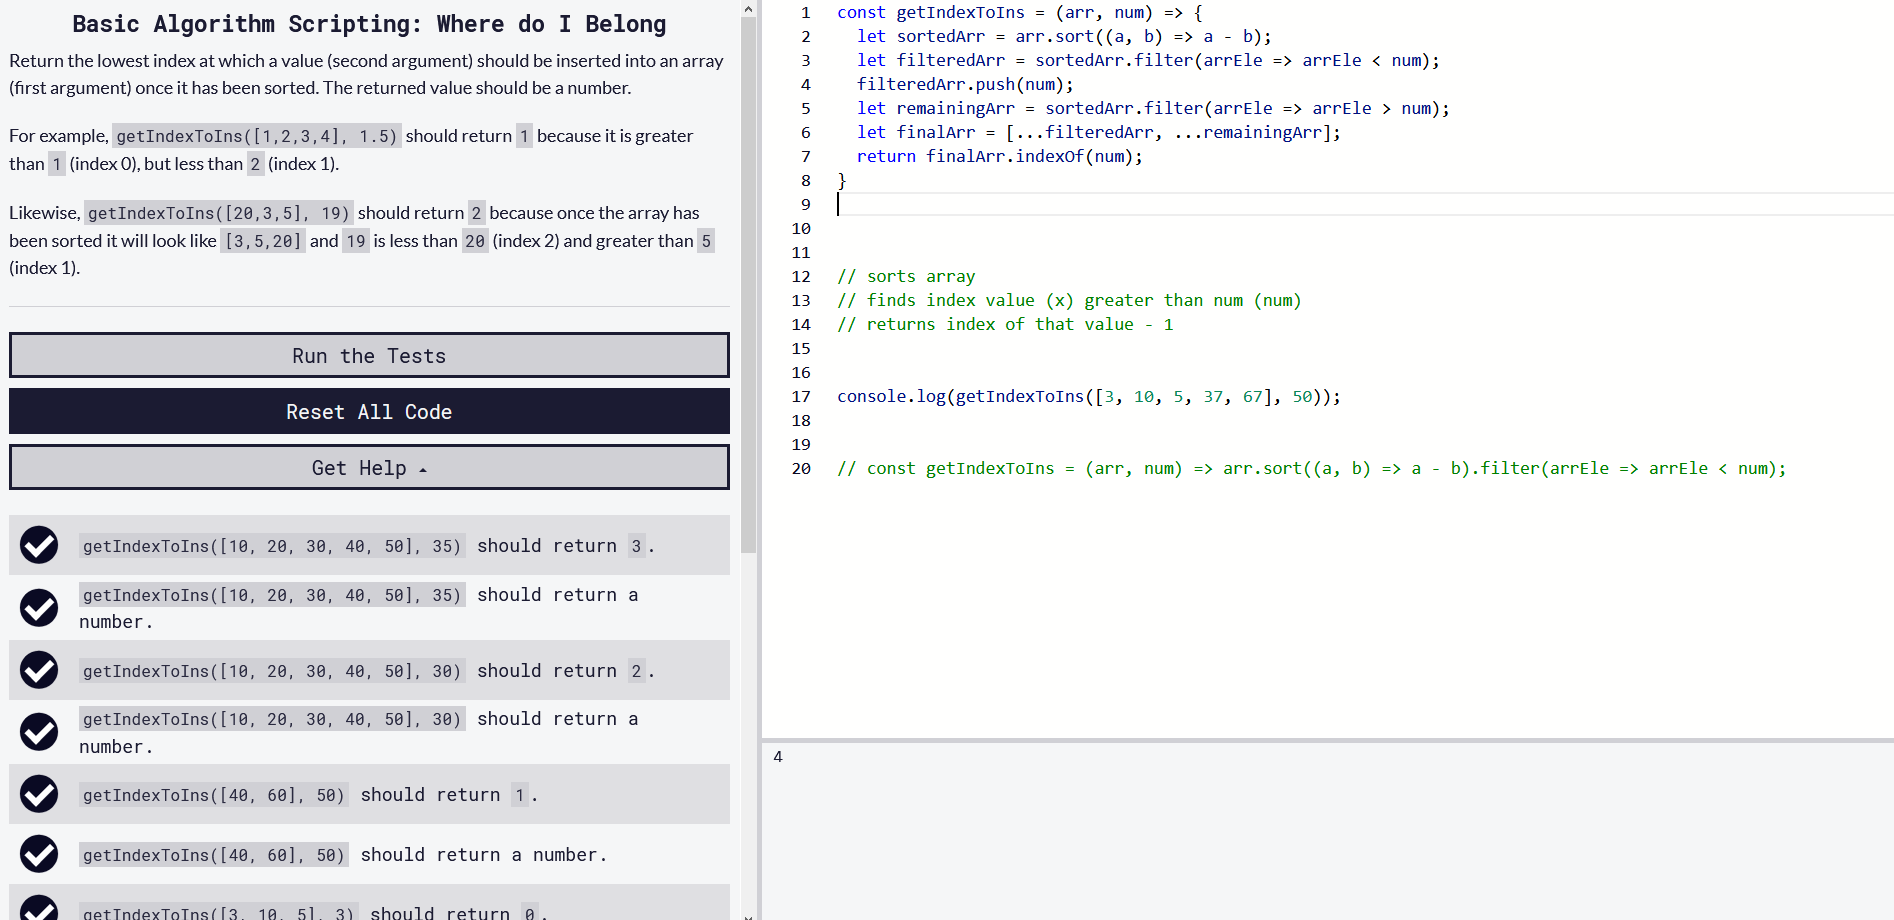 Basic Algorithm Scripting: Where do I Belong
Return the lowest index at which a value (second argument) should be inserted into an array
(first argument) once it has been sorted. The returned value should be a number.
For example, getIndexToIns([1,2,3,4], 1.5) should return 1 because it is greater
than 1 (index 0), but less than 2 (index 1).
Likewise, getIndexToIns([20,3,5], 19) should return 2 because once the array has
been sorted it will look like [3,5,20] and 19 is less than 20 (index 2) and greater than 5
(index 1).
Run the Tests
Reset All Code
Get Help
getIndexToIns([10, 20, 30, 40, 50], 35) should return 3.
getIndexToIns([10, 20, 30, 40, 50], 35) should return a
number.
getIndexToIns([10, 20, 30, 40, 50], 30) should return 2.
getIndexToIns([10, 20, 30, 40, 50], 30) should return a
number.
getIndexToIns([40, 60], 50) should return 1.
getIndexToIns([40, 60], 50) should return a number.
getIndexToIns([3, 10, 5], 3) should return 0.
1 const getIndexToIns = (arr, num) => {
2 let sortedArr = arr.sort((a, b) => a - b);
3 let filteredArr = sortedArr.filter(arrEle => arrEle < num);
4 filteredArr.push(num);
5 let remainingArr = sortedArr.filter(arrEle => arrEle > num);
6 let finalArr = [...filteredArr, ...remainingArr];
7 return finalArr.indexOf(num);
8 }
9
10
11
12 // sorts array
13 // finds index value (x) greater than num (num)
14 // returns index of that value - 1
15
16
17 console.log(getIndexToIns([3, 10, 5, 37, 67], 50));
18
19
20 // const getIndexToIns = (arr, num) => arr.sort((a, b) => a - b).filter(arrEle => arrEle < num);
4